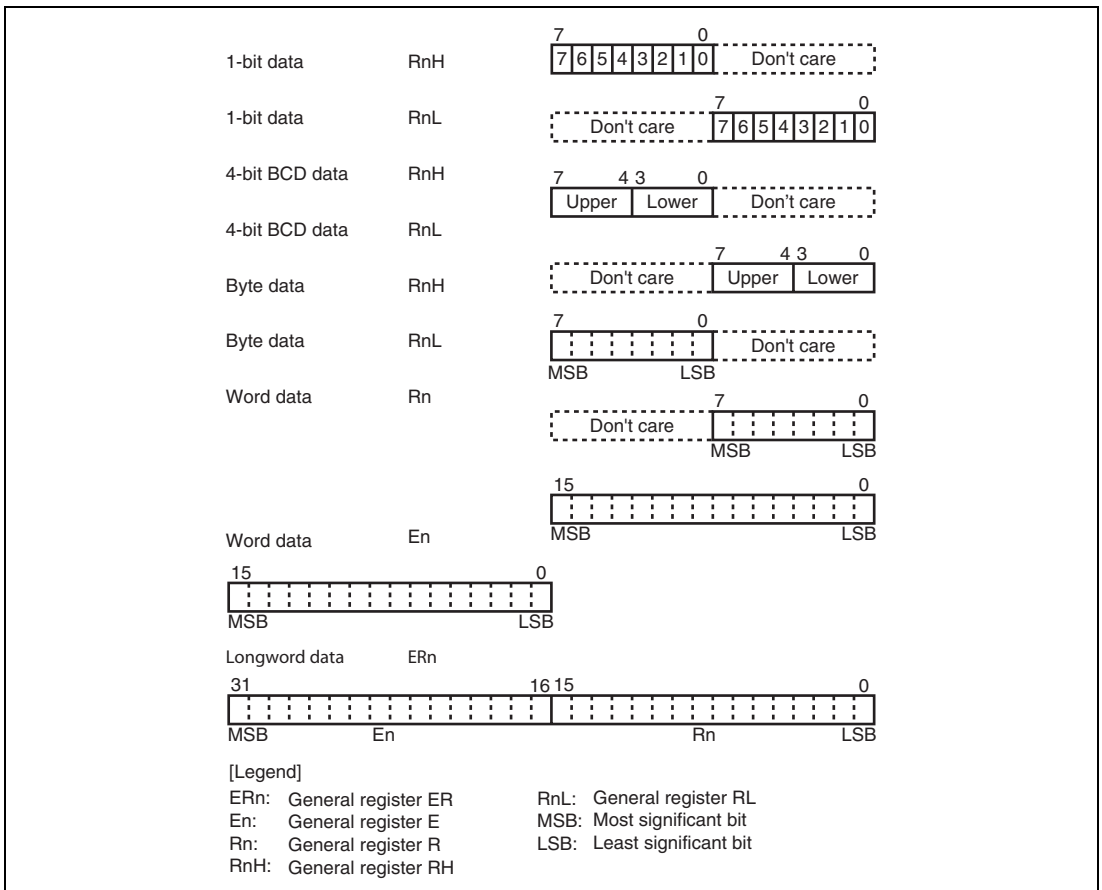 7 0
1-bit data RnH 7 6 5 4 3 2 1 0 Don't care
7 0
1-bit data RnL Don't care 7 6 5 4 3 2 1 0
4-bit BCD data RnH 7 4 3 0
Upper Lower Don't care
4-bit BCD data RnL
7 4 3 0
Byte data RnH Don't care Upper Lower
7 0
Byte data RnL Don't care
MSB LSB
Word data Rn 7 0
Don't care
MSB LSB
15 0
MSB LSB
Word data En
15 0
MSB LSB
Longword data ERn
31 16 15 0
MSB En Rn LSB
[Legend]
ERn: General register ER RnL: General register RL
En: General register E MSB: Most significant bit
Rn: General register R LSB: Least significant bit
RnH: General register RH